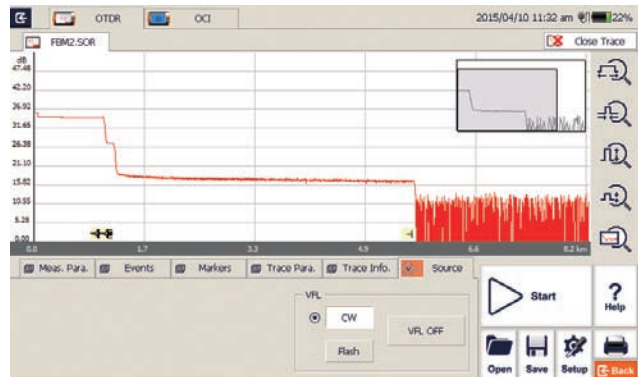 OTDR OCI 2015/04/10 11:32 am 22%
FBM2.SOR Close Trace
dB
47.48
42.20
36.92
31.65
26.38
21.10
15.82
10.55
5.28
0.00
0.0 1.7 3.3 4.9 6.6 8.2 km
Meas. Para. Events Markers Trace Para. Trace Info. Source
VFL
CW
VFL OFF
Flash
Start
?
Help
Open Save Setup Back